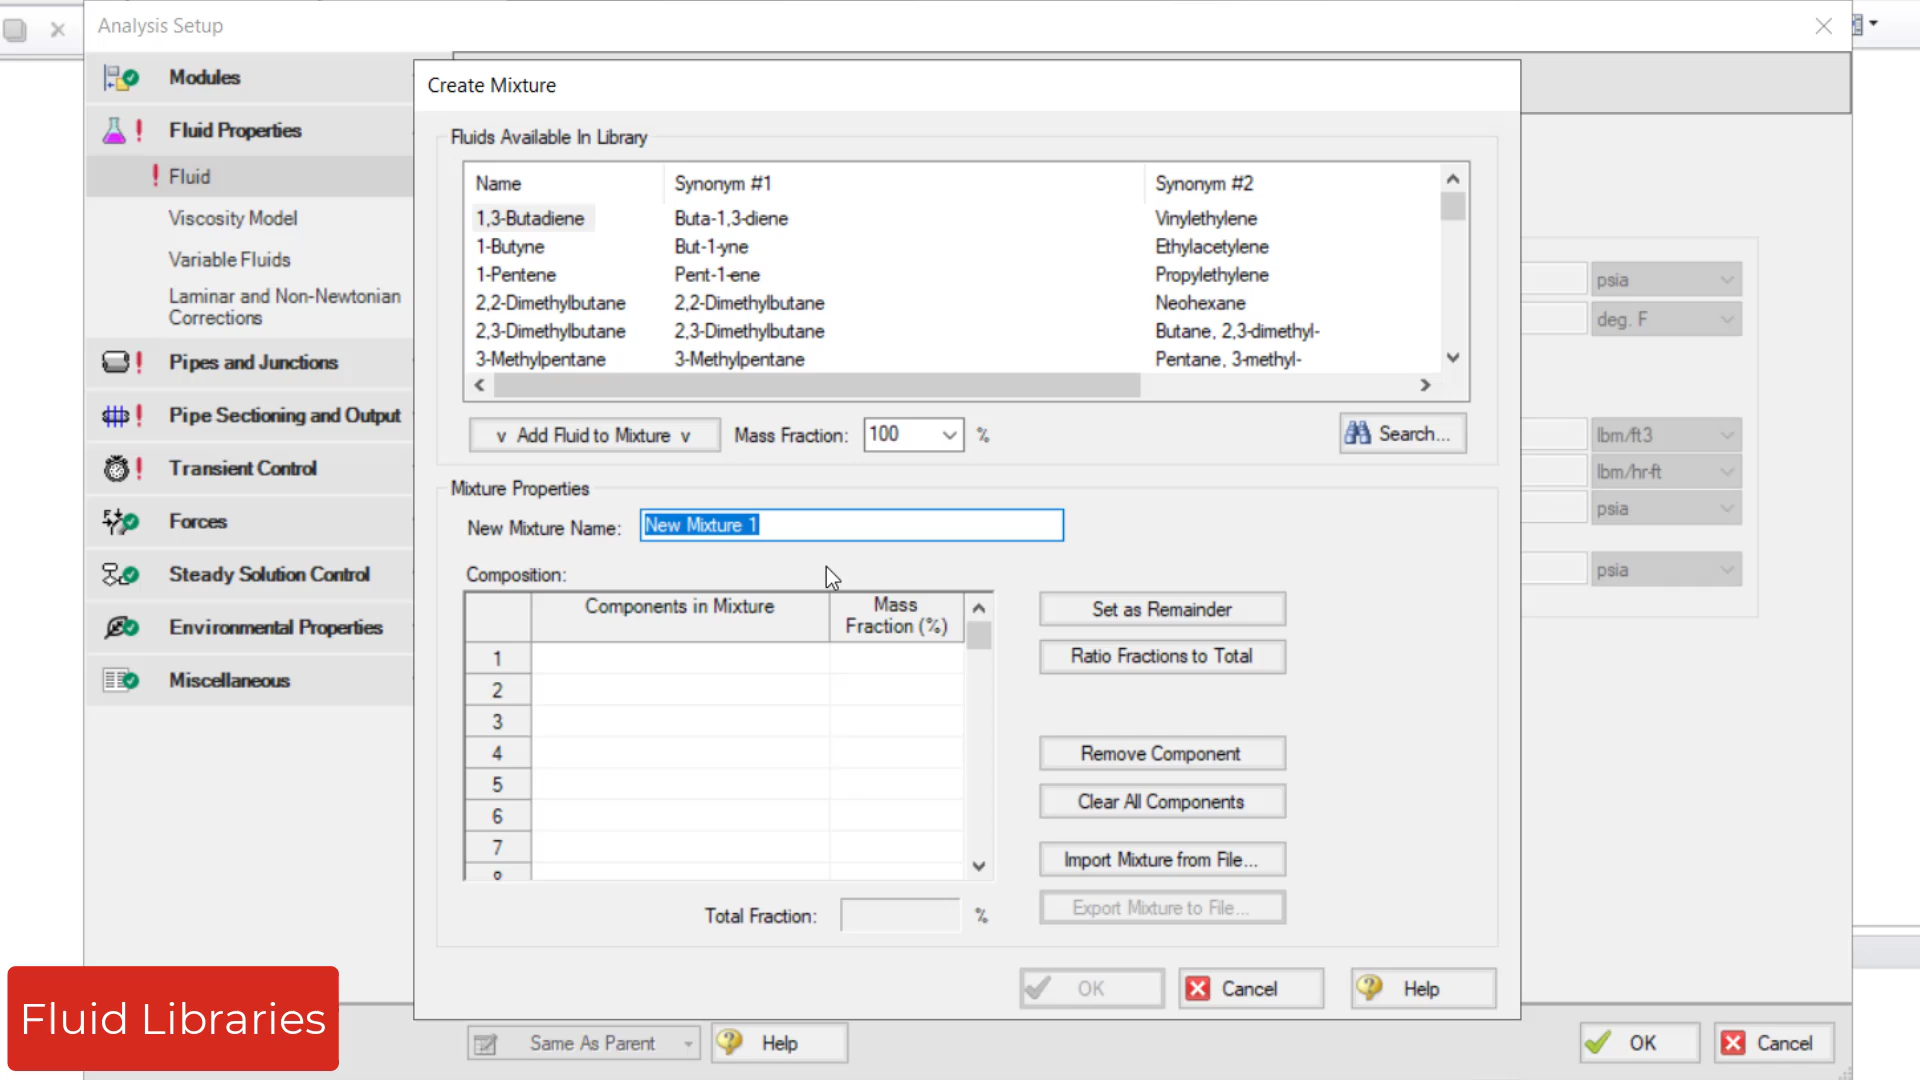 Analysis Setup
Modules
Fluid Properties
Fluid
Viscosity Model
Variable Fluids
Laminar and Non-Newtonian
Corrections
Pipes and Junctions
Pipe Sectioning and Output
Transient Control
Forces
Steady Solution Control
Environmental Properties
Miscellaneous
Create Mixture
Fluids Available In Library
Name Synonym #1 Synonym #2
1,3-Butadiene Buta-1,3-diene Vinylethylene
1-Butyne But-1-yne Ethylacetylene
1-Pentene Pent-1-ene Propylethylene
2,2-Dimethylbutane 2,2-Dimethylbutane Neohexane
2,3-Dimethylbutane 2,3-Dimethylbutane Butane, 2,3-dimethyl-
3-Methylpentane 3-Methylpentane Pentane, 3-methyl-
v Add Fluid to Mixture v Mass Fraction: 100 % Search...
Mixture Properties
New Mixture Name: New Mixture 1
Composition:
Components in Mixture Mass
Fraction (%)
1
2
3
4
5
6
7
8
Set as Remainder
Ratio Fractions to Total
Remove Component
Clear All Components
Import Mixture from File...
Export Mixture to File...
Total Fraction: %
OK Cancel Help
psia
deg. F
lbm/ft3
lbm/hr-ft
psia
psia
Same As Parent Help OK Cancel
Fluid Libraries